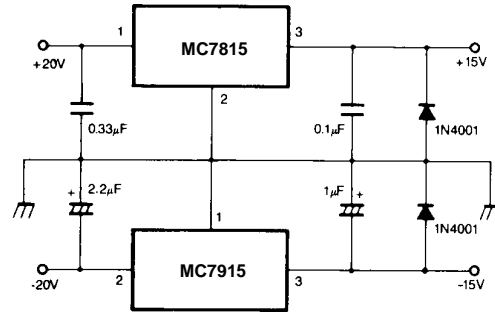 1
MC7815
3
+20V
+15V
2
0.33µF
0.1µF
1N4001
+
2.2µF
1µF
+
1
1N4001
MC7915
2
3
-20V
-15V